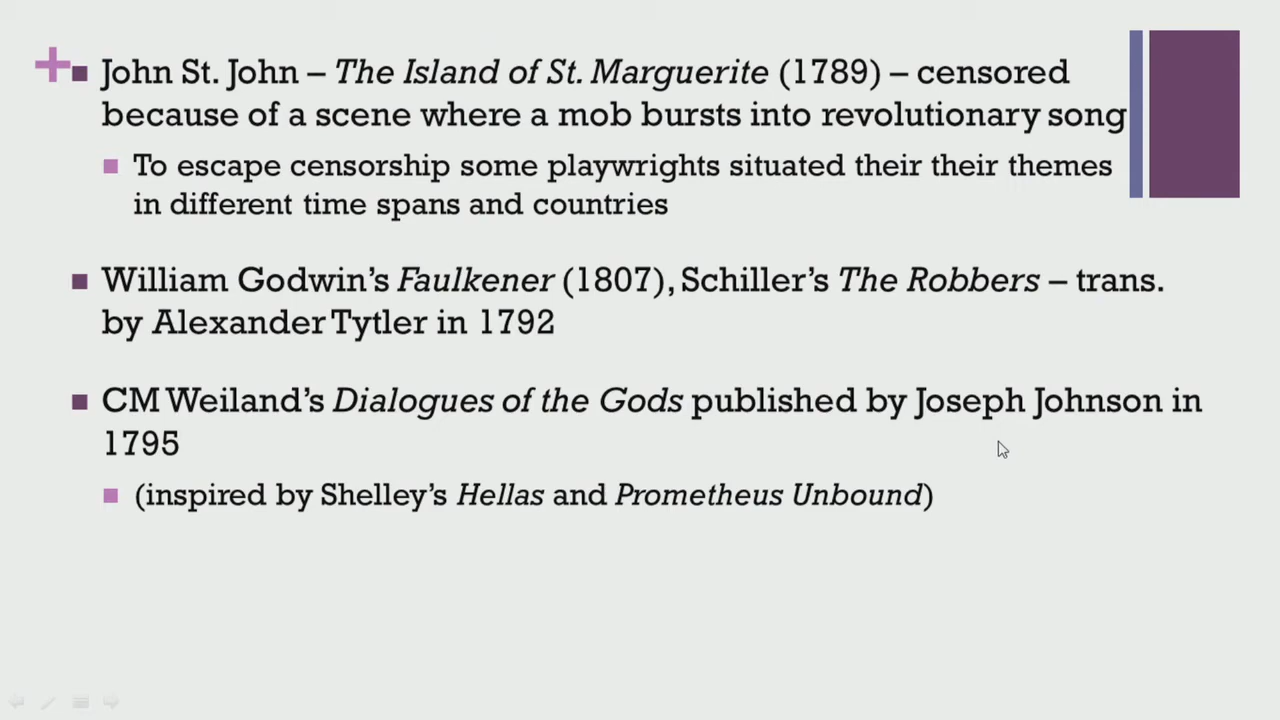 John St. John – The Island of St. Marguerite (1789) – censored
because of a scene where a mob bursts into revolutionary song
To escape censorship some playwrights situated their their themes
in different time spans and countries
William Godwin’s Faulkener (1807), Schiller’s The Robbers – trans.
by Alexander Tytler in 1792
CM Weiland’s Dialogues of the Gods published by Joseph Johnson in
1795
(inspired by Shelley’s Hellas and Prometheus Unbound)